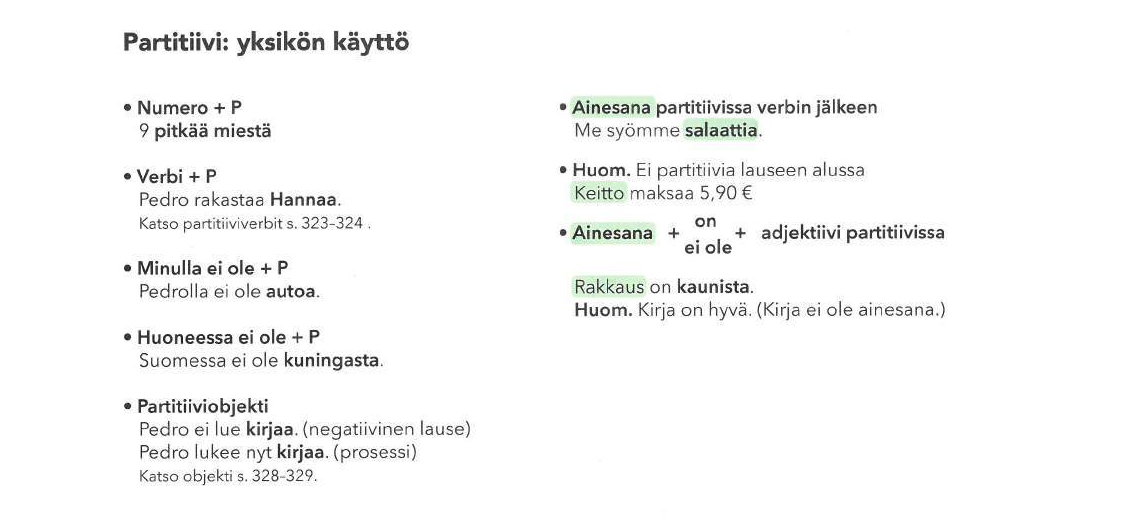 Partitiivi: yksikön käyttö
• Numero + P
9 pitkää miestä
• Verbi + P
Pedro rakastaa Hannaa.
Katso partitiiviverbit s. 323–324 .
• Minulla ei ole + P
Pedrolla ei ole autoa.
• Huoneessa ei ole + P
Suomessa ei ole kuningasta.
• Partitiiviobjekti
Pedro ei lue kirjaa. (negatiivinen lause)
Pedro lukee nyt kirjaa. (prosessi)
Katso objekti s. 328–329.
• Ainesana partitiivissa verbin jälkeen
Me syömme salaattia.
• Huom. Ei partitiivia lauseen alussa
Keitto maksaa 5,90 €
• Ainesana + on / ei ole + adjektiivi partitiivissa
Rakkaus on kaunista.
Huom. Kirja on hyvä. (Kirja ei ole ainesana.)